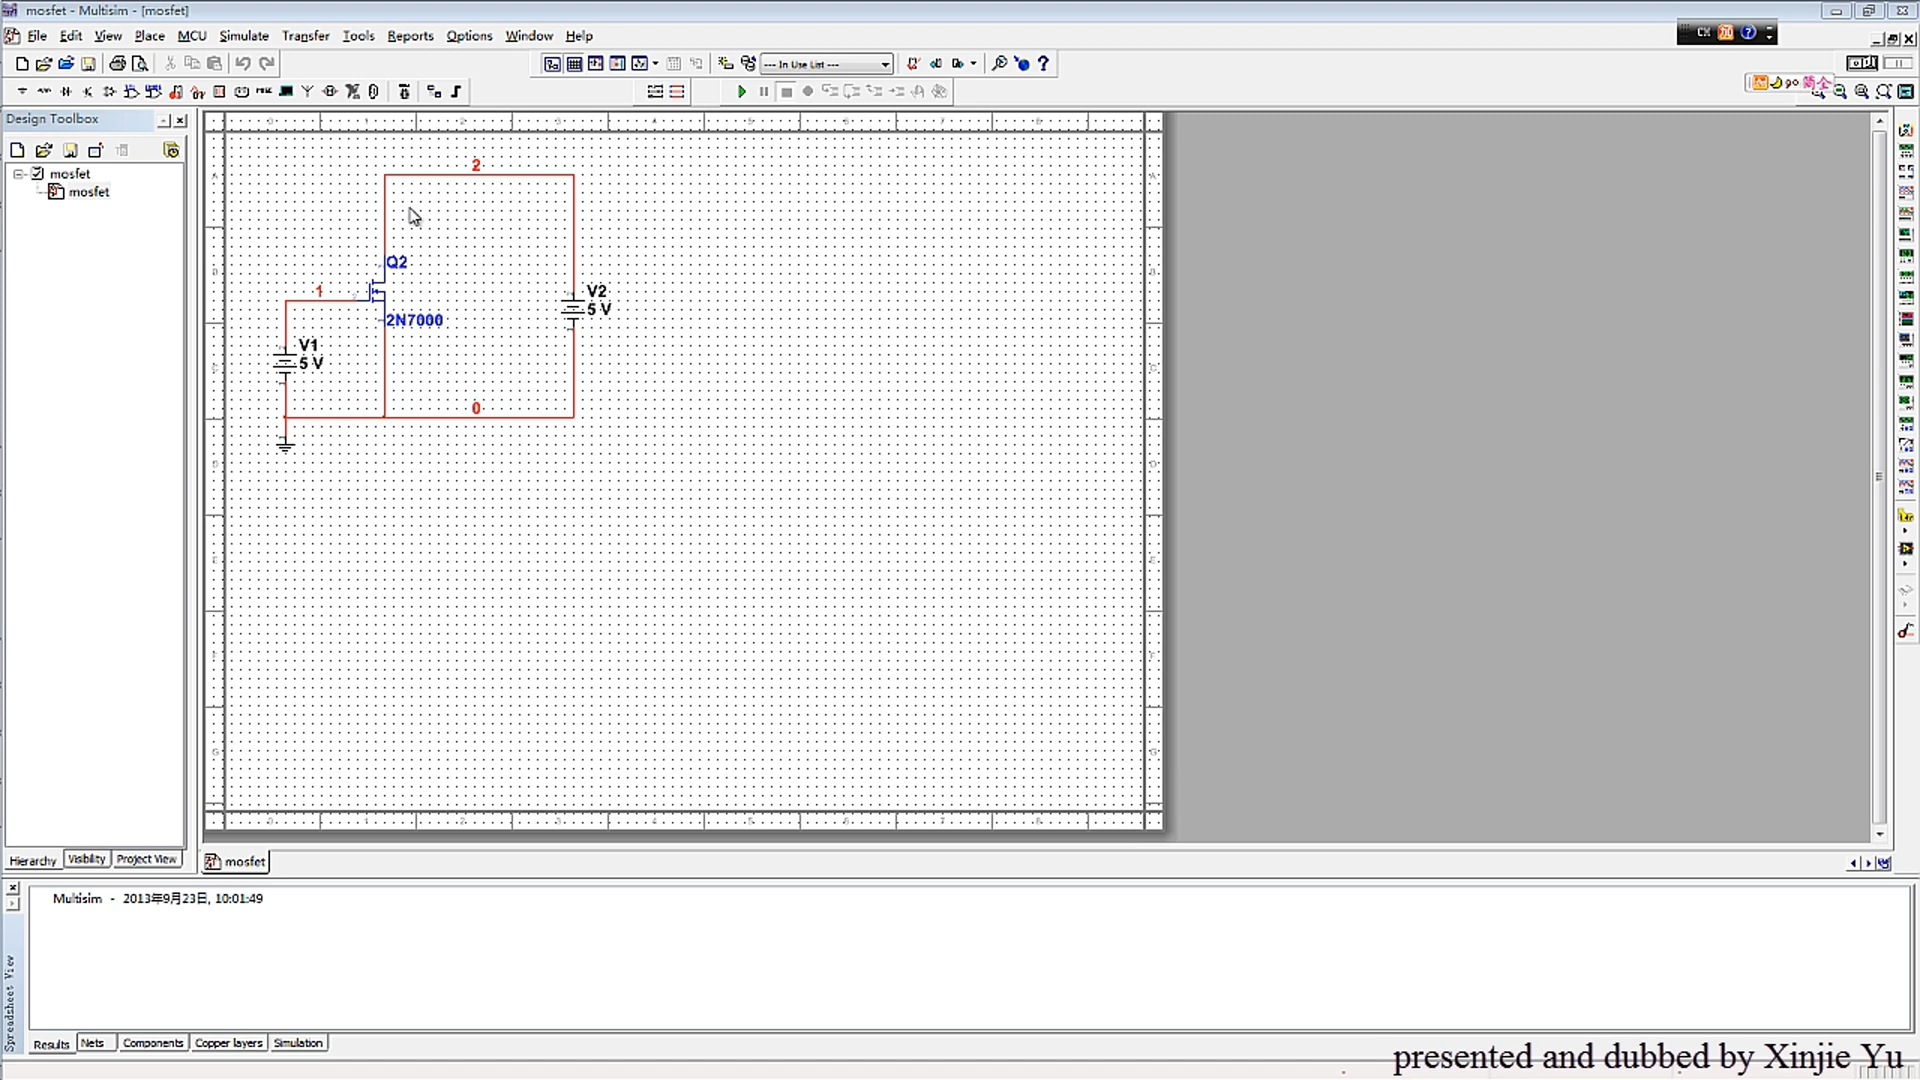 mosfet - Multisim - [mosfet]
File Edit View Place MCU Simulate Transfer Tools Reports Options Window Help
--- In Use List ---
Design Toolbox
mosfet
mosfet
2
Q2
1
2N7000
V2
5 V
V1
5 V
0
Hierarchy Visibility Project View
mosfet
Multisim - 2013年9月23日, 10:01:49
Spreadsheet View
Results Nets Components Copper layers Simulation
presented and dubbed by Xinjie Yu